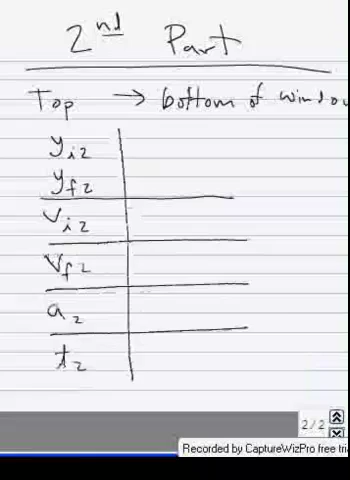 2nd Part
Top → bottom of window
yi2
yf2
vi2
vf2
a2
t2
2/2
Recorded by CaptureWizPro free tri